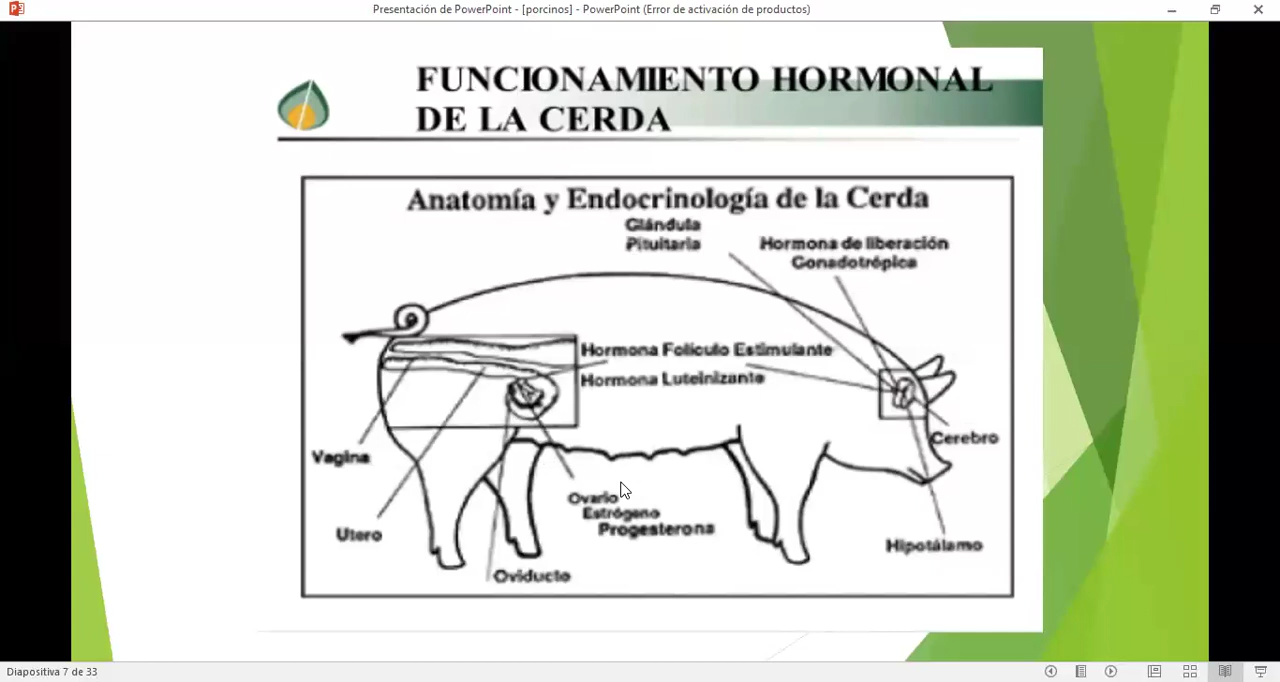 Presentación de PowerPoint - [porcinos] - PowerPoint (Error de activación de productos)
FUNCIONAMIENTO HORMONAL
DE LA CERDA
Anatomía y Endocrinología de la Cerda
Glándula
Pituitaria
Hormona de liberación
Gonadotrópica
Hormona Folículo Estimulante
Hormona Luteinizante
Cerebro
Vagina
Ovario
Estrógeno
Progesterona
Utero
Hipotálamo
Oviducto
Diapositiva 7 de 33